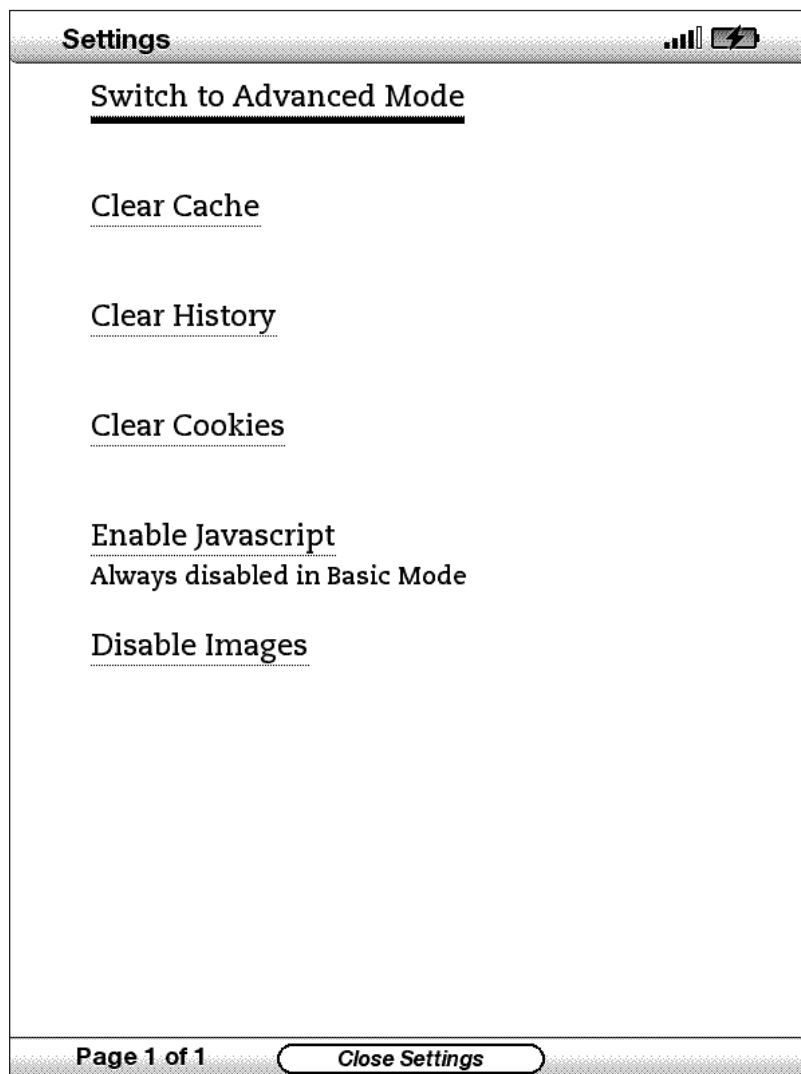 Settings
Switch to Advanced Mode
Clear Cache
Clear History
Clear Cookies
Enable Javascript
Always disabled in Basic Mode
Disable Images
Page 1 of 1 Close Settings